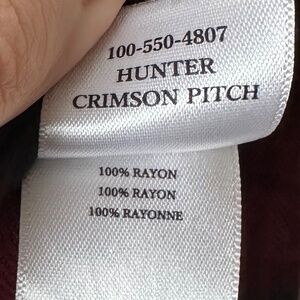 100-550-4807
HUNTER
CRIMSON PITCH
100% RAYON
100% RAYON
100% RAYONNE